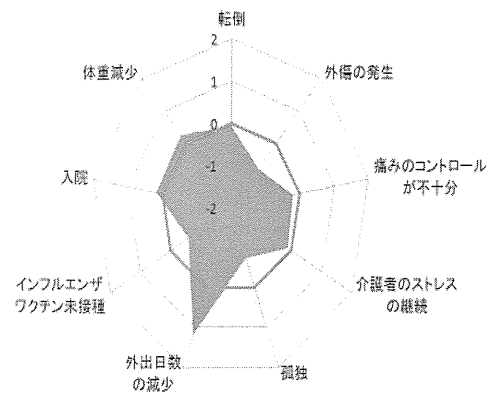 転倒
2
体重減少
外傷の発生
1
0
痛みのコントロール
が不十分
入院
-1
-2
インフルエンザ
ワクチン未接種
介護者のストレス
の継続
外出日数
の減少
孤独